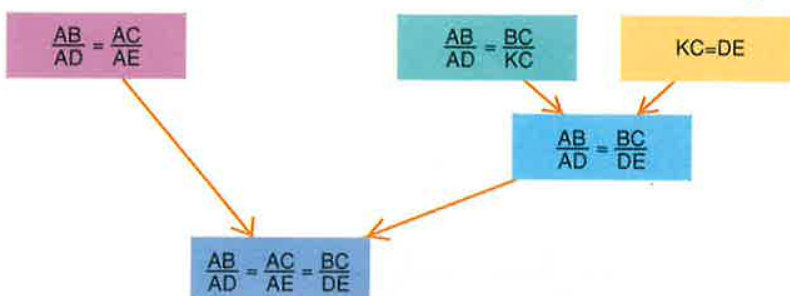 AB/AD = AC/AE
AB/AD = BC/KC
KC=DE
AB/AD = BC/DE
AB/AD = AC/AE = BC/DE